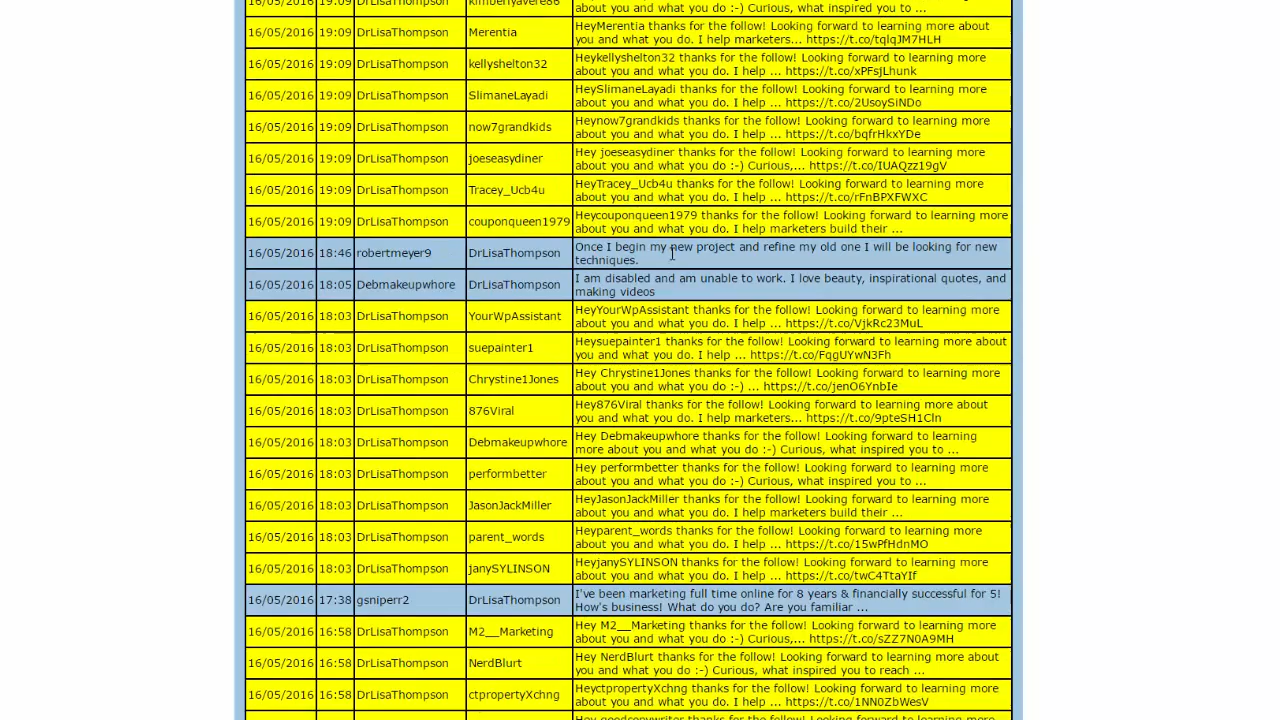 16/05/2016 19:09 DrLisaThompson kimberlyavere86 about you and what you do :-) Curious, what inspired you to ...
16/05/2016 19:09 DrLisaThompson Merentia HeyMerentia thanks for the follow! Looking forward to learning more about
you and what you do. I help marketers... https://t.co/tqlqJM7HLH
16/05/2016 19:09 DrLisaThompson kellyshelton32 Heykellyshelton32 thanks for the follow! Looking forward to learning more
about you and what you do. I help ... https://t.co/xPFsJLhunk
16/05/2016 19:09 DrLisaThompson SlimaneLayadi HeySlimaneLayadi thanks for the follow! Looking forward to learning more
about you and what you do. I help ... https://t.co/2UsoySiNDo
16/05/2016 19:09 DrLisaThompson now7grandkids Heynow7grandkids thanks for the follow! Looking forward to learning more
about you and what you do. I help ... https://t.co/bqfrHkxYDe
16/05/2016 19:09 DrLisaThompson joeseasydiner Hey joeseasydiner thanks for the follow! Looking forward to learning more
about you and what you do :-) Curious,... https://t.co/IUAQzz19gV
16/05/2016 19:09 DrLisaThompson Tracey_Ucb4u HeyTracey_Ucb4u thanks for the follow! Looking forward to learning more
about you and what you do. I help ... https://t.co/rFnBPXFWXC
16/05/2016 19:09 DrLisaThompson couponqueen1979 Heycouponqueen1979 thanks for the follow! Looking forward to learning more
about you and what you do. I help marketers build their ...
16/05/2016 18:46 robertmeyer9 DrLisaThompson Once I begin my new project and refine my old one I will be looking for new
techniques.
16/05/2016 18:05 Debmakeupwhore DrLisaThompson I am disabled and am unable to work. I love beauty, inspirational quotes, and
making videos
16/05/2016 18:03 DrLisaThompson YourWpAssistant HeyYourWpAssistant thanks for the follow! Looking forward to learning more
about you and what you do. I help ... https://t.co/VjkRc23MuL
16/05/2016 18:03 DrLisaThompson suepainter1 Heysuepainter1 thanks for the follow! Looking forward to learning more about
you and what you do. I help ... https://t.co/FqgUYwN3Fh
16/05/2016 18:03 DrLisaThompson Chrystine1Jones Hey Chrystine1Jones thanks for the follow! Looking forward to learning more
about you and what you do :-) ... https://t.co/jenO6YnbIe
16/05/2016 18:03 DrLisaThompson 876Viral Hey876Viral thanks for the follow! Looking forward to learning more about
you and what you do. I help marketers... https://t.co/9pteSH1Cln
16/05/2016 18:03 DrLisaThompson Debmakeupwhore Hey Debmakeupwhore thanks for the follow! Looking forward to learning
more about you and what you do :-) Curious, what inspired you to ...
16/05/2016 18:03 DrLisaThompson performbetter Hey performbetter thanks for the follow! Looking forward to learning more
about you and what you do :-) Curious, what inspired you to ...
16/05/2016 18:03 DrLisaThompson JasonJackMiller HeyJasonJackMiller thanks for the follow! Looking forward to learning more
about you and what you do. I help marketers build their ...
16/05/2016 18:03 DrLisaThompson parent_words Heyparent_words thanks for the follow! Looking forward to learning more
about you and what you do. I help ... https://t.co/15wPfHdnMO
16/05/2016 18:03 DrLisaThompson janySYLINSON HeyjanySYLINSON thanks for the follow! Looking forward to learning more
about you and what you do. I help ... https://t.co/twC4TtaYIf
16/05/2016 17:38 gsniperr2 DrLisaThompson I've been marketing full time online for 8 years & financially successful for 5!
How's business! What do you do? Are you familiar ...
16/05/2016 16:58 DrLisaThompson M2__Marketing Hey M2__Marketing thanks for the follow! Looking forward to learning more
about you and what you do :-) Curious,... https://t.co/sZZ7N0A9MH
16/05/2016 16:58 DrLisaThompson NerdBlurt Hey NerdBlurt thanks for the follow! Looking forward to learning more about
you and what you do :-) Curious, what inspired you to reach ...
16/05/2016 16:58 DrLisaThompson ctpropertyXchng HeyctpropertyXchng thanks for the follow! Looking forward to learning more
about you and what you do. I help ... https://t.co/1NN0ZbWesV